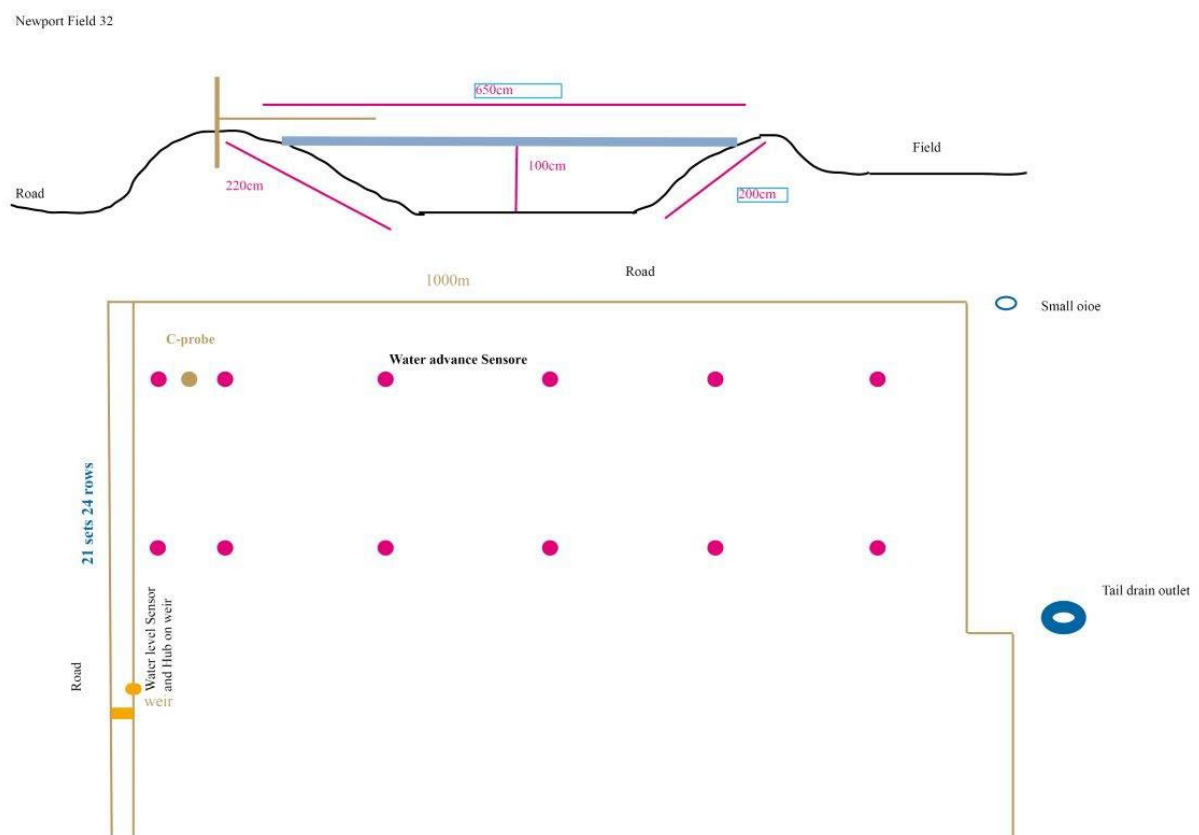 Newport Field 32
650cm
Field
100cm
220cm
Road
200cm
Road
1000m
Small oioe
C-probe
Water advance Sensore
21 sets 24 rows
Tail drain outlet
Water level Sensor
and Hub on weir
Road
weir